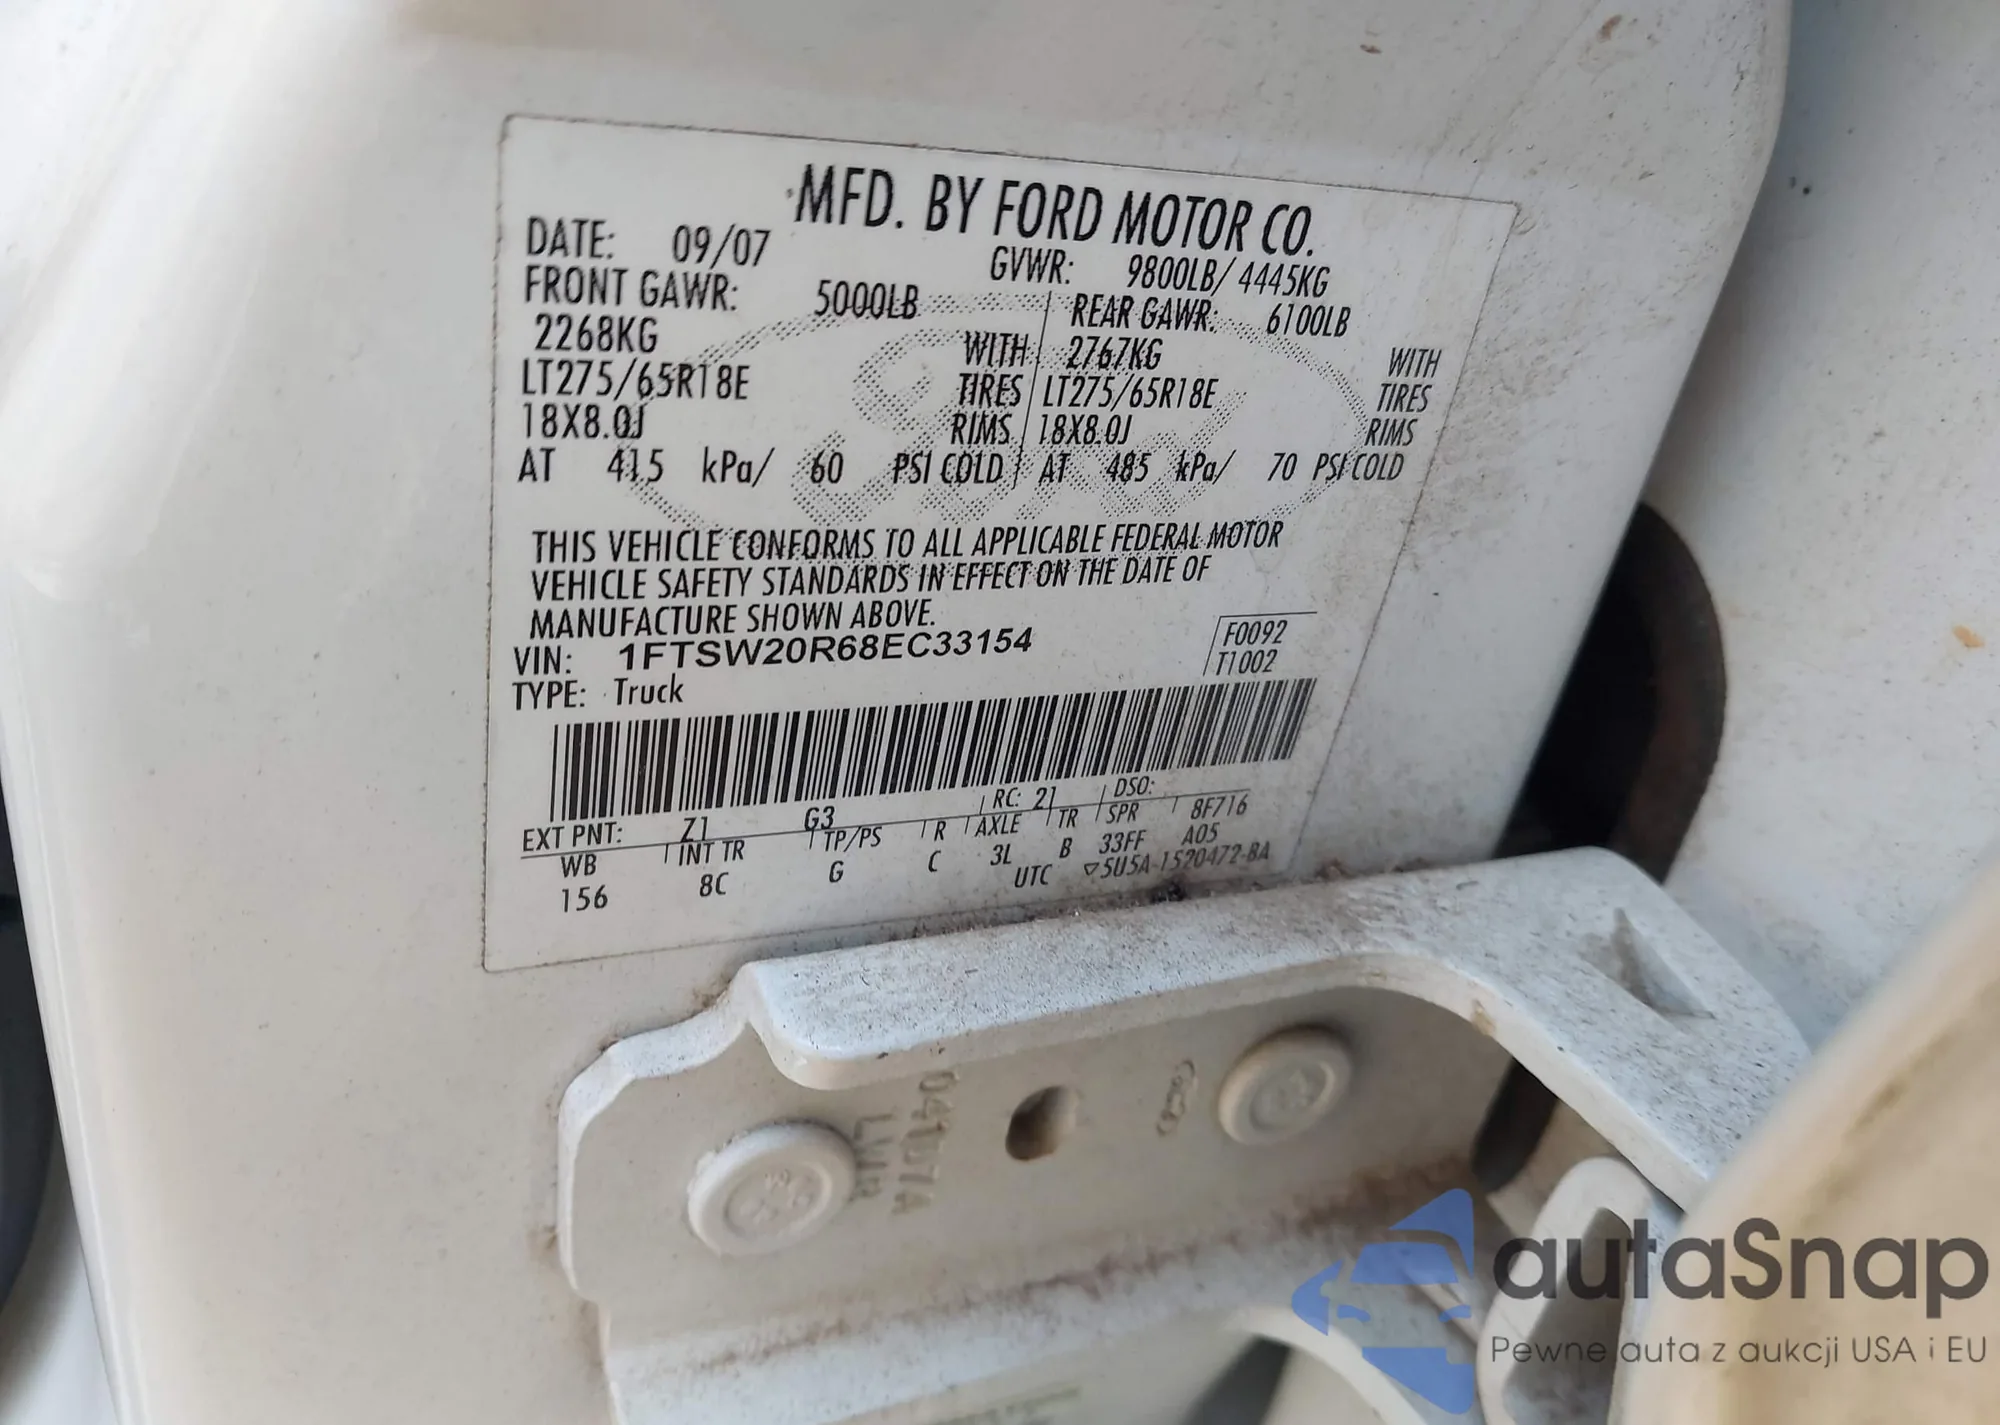 MFD. BY FORD MOTOR CO.
DATE: 09/07 GVWR: 9800LB/ 4445KG
FRONT GAWR: 5000LB REAR GAWR: 6100LB
2268KG WITH 2767KG WITH
LT275/65R18E TIRES LT275/65R18E TIRES
18X8.0J RIMS 18X8.0J RIMS
AT 415 kPa/ 60 PSI COLD AT 485 kPa/ 70 PSI COLD
THIS VEHICLE CONFORMS TO ALL APPLICABLE FEDERAL MOTOR
VEHICLE SAFETY STANDARDS IN EFFECT ON THE DATE OF
MANUFACTURE SHOWN ABOVE.
VIN: 1FTSW20R68EC33154 F0092
TYPE: Truck T1002
EXT PNT: Z1 G3 RC: 21 DSO:
WB INT TR TP/PS R AXLE TR SPR 8F716
156 8C G C 3L B 33FF A05
UTC ▽5U5A-1520472-BA
autaSnap
Pewne auta z aukcji USA i EU